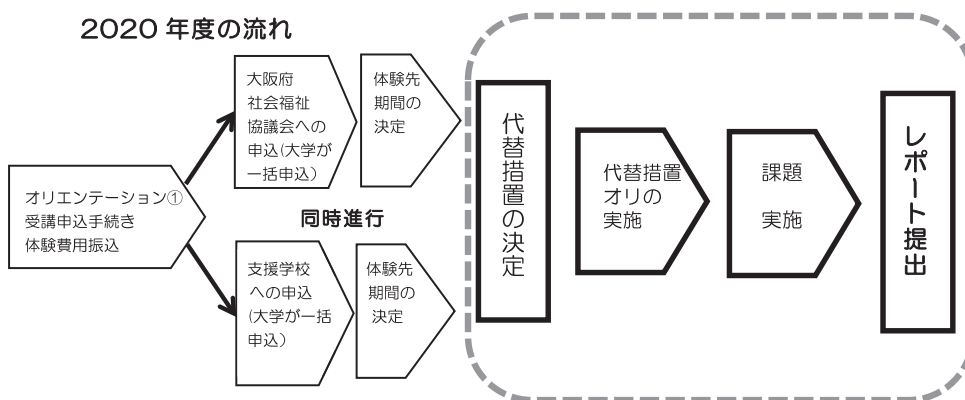 2020 年度の流れ
オリエンテーション①
受講申込手続き
体験費用振込
大阪府
社会福祉
協議会への
申込(大学が
一括申込)
体験先
期間の
決定
同時進行
支援学校
への申込
(大学が一括
申込)
体験先
期間の
決定
代替措置の決定
代替措置
オリの
実施
課題
実施
レポート提出